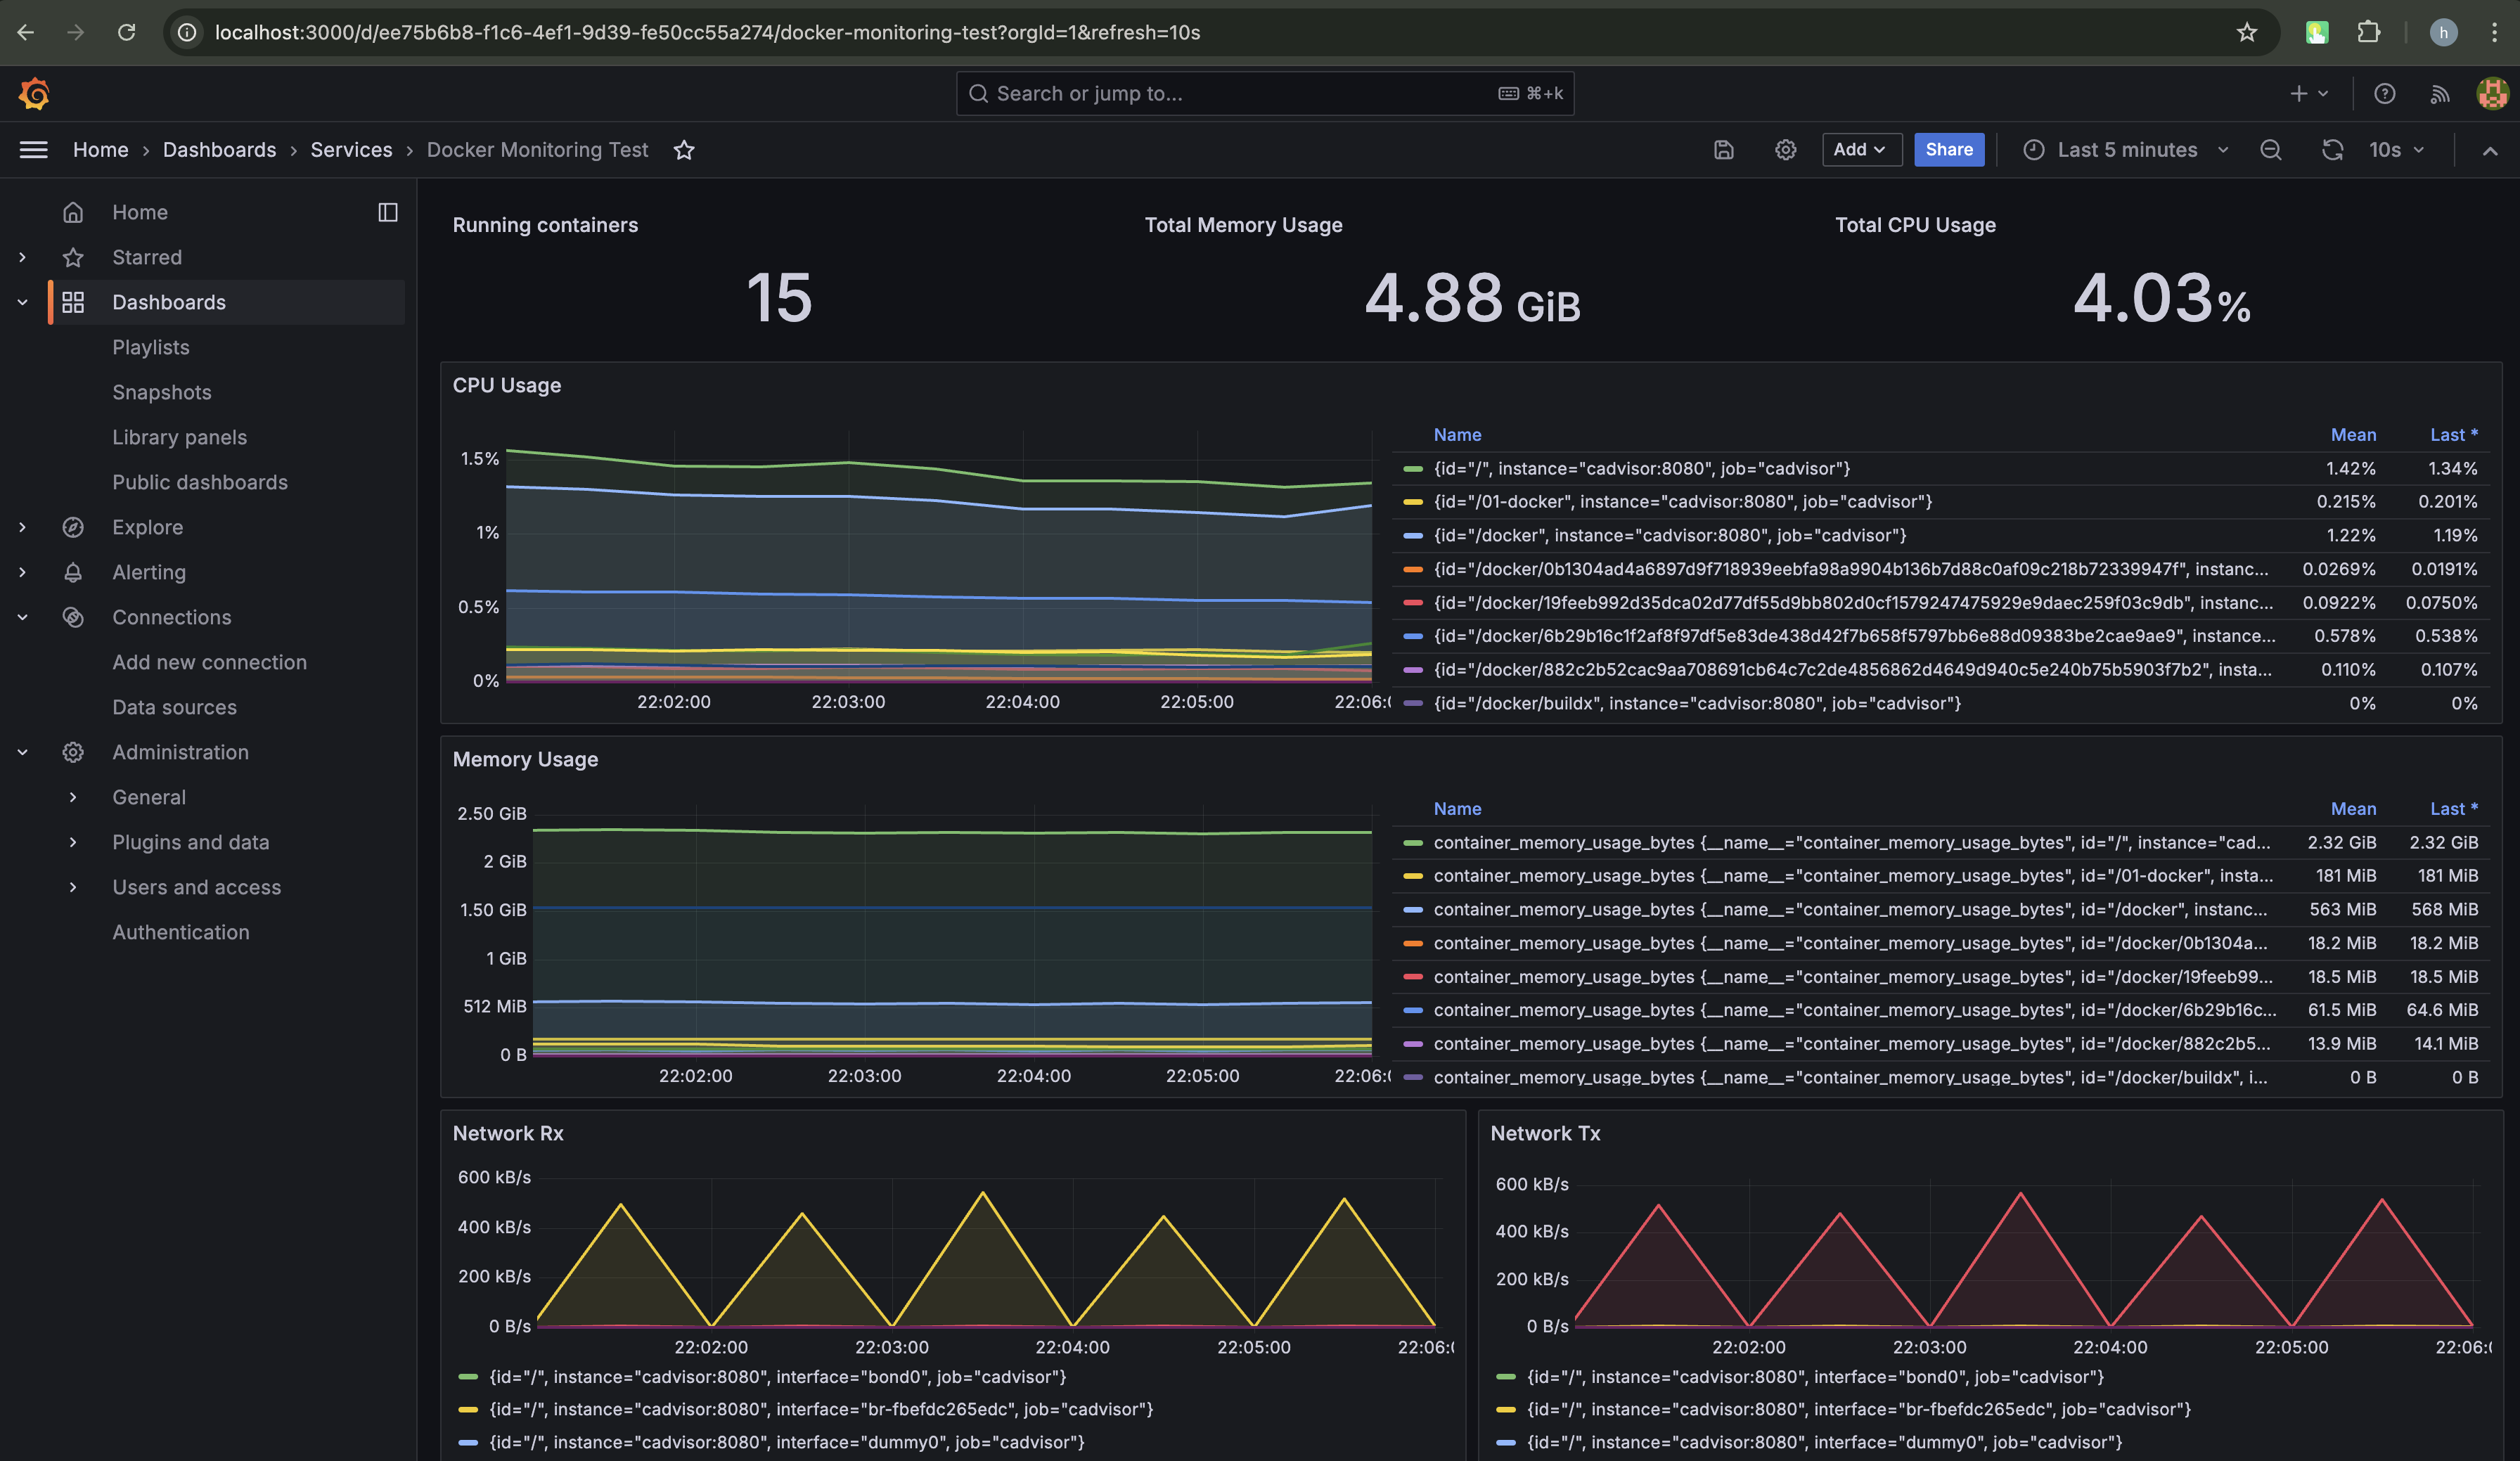 localhost:3000/d/ee75b6b8-f1c6-4ef1-9d39-fe50cc55a274/docker-monitoring-test?orgId=1&refresh=10s
h
Search or jump to...
⌘+k
Home › Dashboards › Services › Docker Monitoring Test
Add
Share
Last 5 minutes
10s
Home
Starred
Dashboards
Playlists
Snapshots
Library panels
Public dashboards
Explore
Alerting
Connections
Add new connection
Data sources
Administration
General
Plugins and data
Users and access
Authentication
Running containers
15
Total Memory Usage
4.88 GiB
Total CPU Usage
4.03%
CPU Usage
1.5%
1%
0.5%
0%
22:02:00 22:03:00 22:04:00 22:05:00 22:06:0
Name Mean Last *
{id="/", instance="cadvisor:8080", job="cadvisor"} 1.42% 1.34%
{id="/01-docker", instance="cadvisor:8080", job="cadvisor"} 0.215% 0.201%
{id="/docker", instance="cadvisor:8080", job="cadvisor"} 1.22% 1.19%
{id="/docker/0b1304ad4a6897d9f718939eebfa98a9904b136b7d88c0af09c218b72339947f", instanc... 0.0269% 0.0191%
{id="/docker/19feeb992d35dca02d77df55d9bb802d0cf1579247475929e9daec259f03c9db", instanc... 0.0922% 0.0750%
{id="/docker/6b29b16c1f2af8f97df5e83de438d42f7b658f5797bb6e88d09383be2cae9ae9", instance... 0.578% 0.538%
{id="/docker/882c2b52cac9aa708691cb64c7c2de4856862d4649d940c5e240b75b5903f7b2", insta... 0.110% 0.107%
{id="/docker/buildx", instance="cadvisor:8080", job="cadvisor"} 0% 0%
Memory Usage
2.50 GiB
2 GiB
1.50 GiB
1 GiB
512 MiB
0 B
22:02:00 22:03:00 22:04:00 22:05:00 22:06:0
Name Mean Last *
container_memory_usage_bytes {__name__="container_memory_usage_bytes", id="/", instance="cad... 2.32 GiB 2.32 GiB
container_memory_usage_bytes {__name__="container_memory_usage_bytes", id="/01-docker", insta... 181 MiB 181 MiB
container_memory_usage_bytes {__name__="container_memory_usage_bytes", id="/docker", instanc... 563 MiB 568 MiB
container_memory_usage_bytes {__name__="container_memory_usage_bytes", id="/docker/0b1304a... 18.2 MiB 18.2 MiB
container_memory_usage_bytes {__name__="container_memory_usage_bytes", id="/docker/19feeb99... 18.5 MiB 18.5 MiB
container_memory_usage_bytes {__name__="container_memory_usage_bytes", id="/docker/6b29b16c... 61.5 MiB 64.6 MiB
container_memory_usage_bytes {__name__="container_memory_usage_bytes", id="/docker/882c2b5... 13.9 MiB 14.1 MiB
container_memory_usage_bytes {__name__="container_memory_usage_bytes", id="/docker/buildx", i... 0 B 0 B
Network Rx
600 kB/s
400 kB/s
200 kB/s
0 B/s
22:02:00 22:03:00 22:04:00 22:05:00 22:06:0
{id="/", instance="cadvisor:8080", interface="bond0", job="cadvisor"}
{id="/", instance="cadvisor:8080", interface="br-fbefdc265edc", job="cadvisor"}
{id="/", instance="cadvisor:8080", interface="dummy0", job="cadvisor"}
Network Tx
600 kB/s
400 kB/s
200 kB/s
0 B/s
22:02:00 22:03:00 22:04:00 22:05:00 22:06:0
{id="/", instance="cadvisor:8080", interface="bond0", job="cadvisor"}
{id="/", instance="cadvisor:8080", interface="br-fbefdc265edc", job="cadvisor"}
{id="/", instance="cadvisor:8080", interface="dummy0", job="cadvisor"}